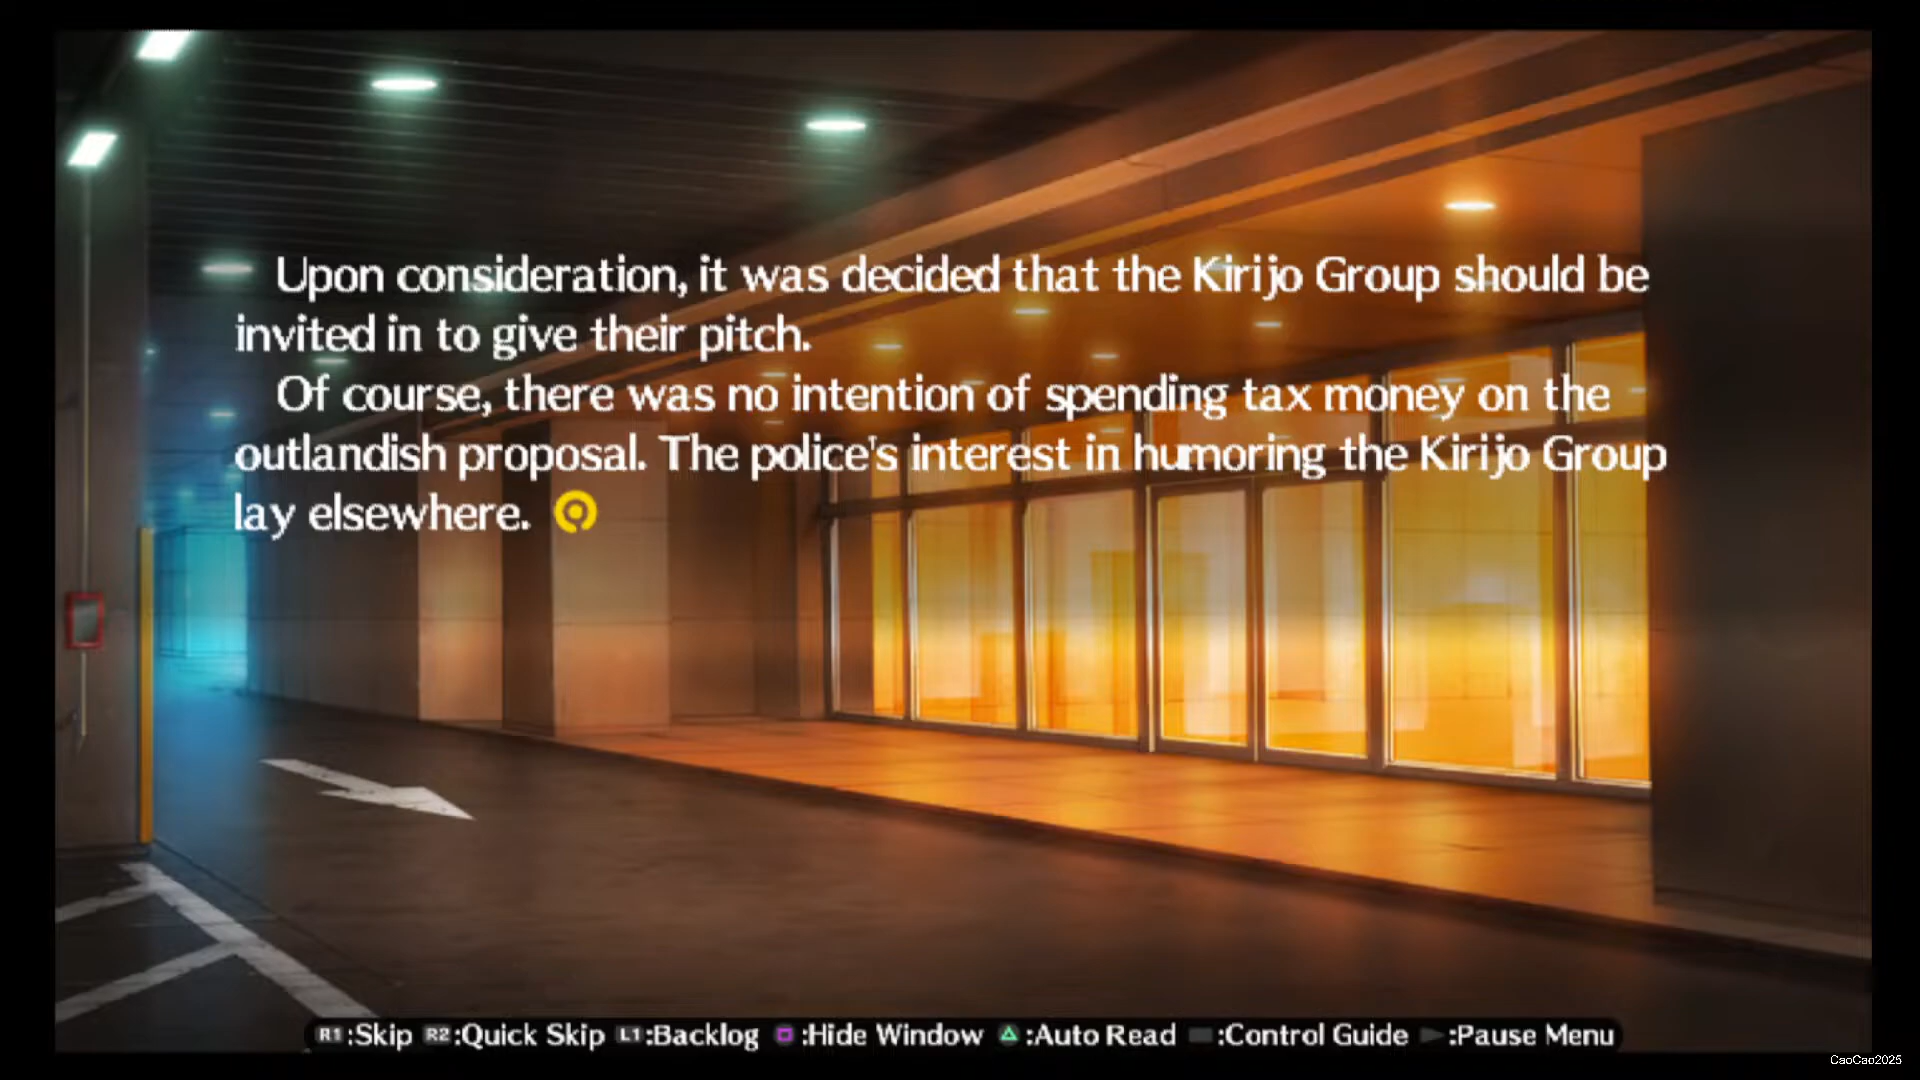 Upon consideration, it was decided that the Kirijo Group should be
invited in to give their pitch.
Of course, there was no intention of spending tax money on the
outlandish proposal. The police's interest in humoring the Kirijo Group
lay elsewhere.
R1:Skip R2:Quick Skip L1:Backlog :Hide Window :Auto Read :Control Guide :Pause Menu
CaoCao2025